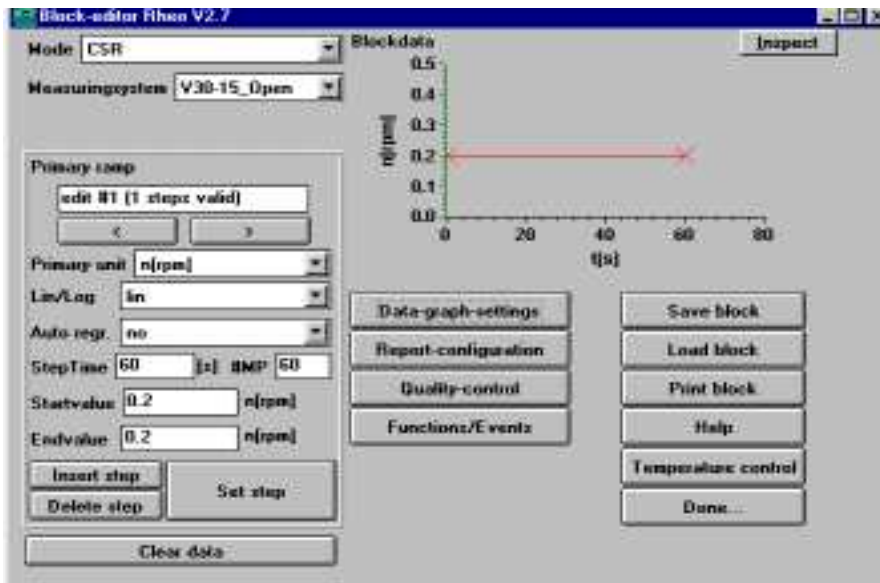 Block-editor Rheo V2.7
Mode CSR
Measuringsystem V30-15_Open
Primary ramp
edit #1 (1 steps valid)
< >
Primary unit n[rpm]
Lin/Log lin
Auto regr. no
StepTime 60 [s] #MP 60
Startvalue 0.2 n[rpm]
Endvalue 0.2 n[rpm]
Insert step
Delete step
Set step
Clear data
Blockdata
Inspect
0.5
0.4
0.3
0.2
0.1
0.0
n[rpm]
0 20 40 60 80
t[s]
Data-graph-settings
Report-configuration
Quality-control
Functions/Events
Save block
Load block
Print block
Help
Temperature control
Done...